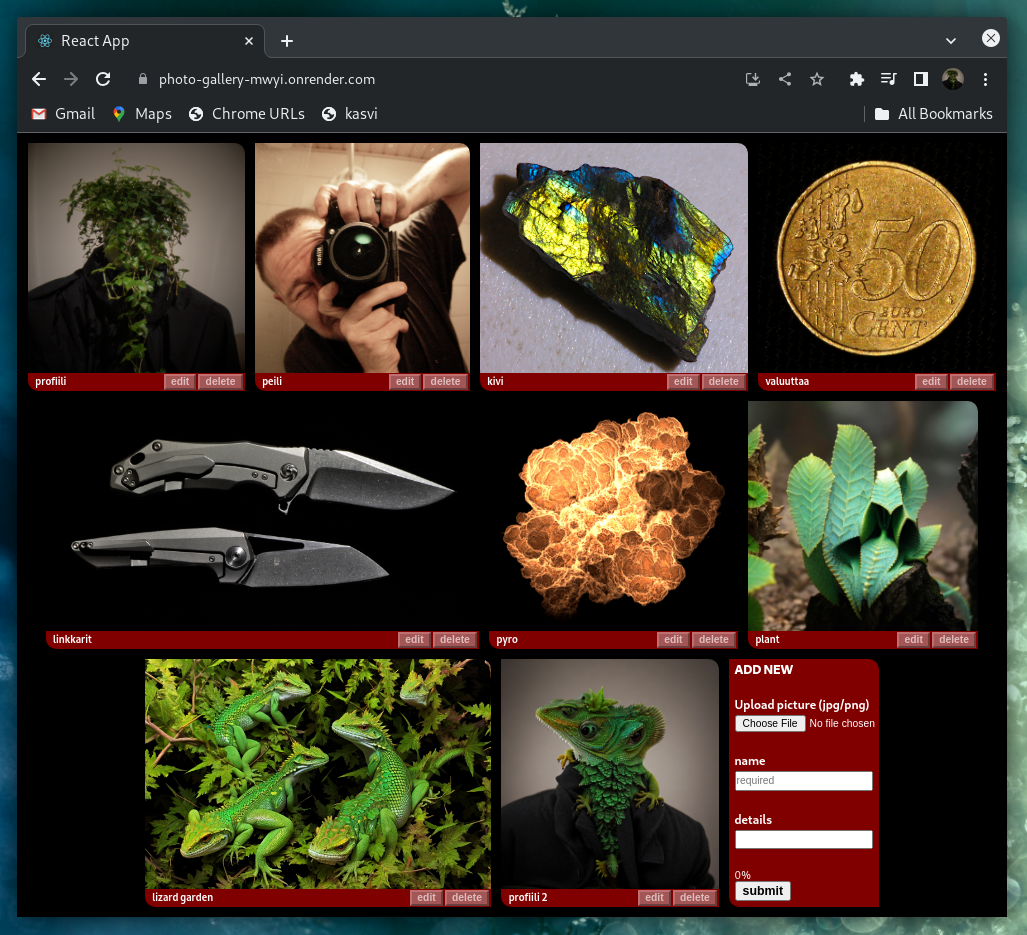 React App
photo-gallery-mwyi.onrender.com
Gmail Maps Chrome URLs kasvi All Bookmarks
50
EURO
CENT
profiili edit delete
peili edit delete
kivi edit delete
valuuttaa edit delete
linkkarit edit delete
pyro edit delete
plant edit delete
ADD NEW
Upload picture (jpg/png)
Choose File No file chosen
name
required
details
0%
submit
lizard garden edit delete
profiili 2 edit delete